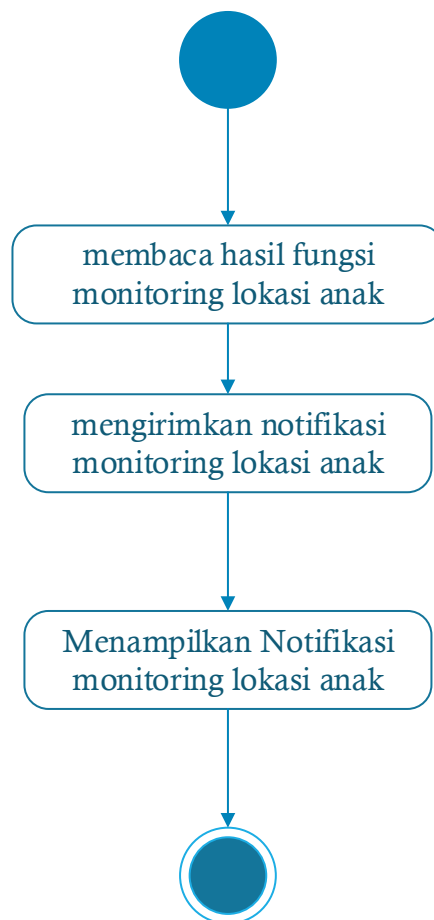 membaca hasil fungsi
monitoring lokasi anak
mengirimkan notifikasi
monitoring lokasi anak
Menampilkan Notifikasi
monitoring lokasi anak